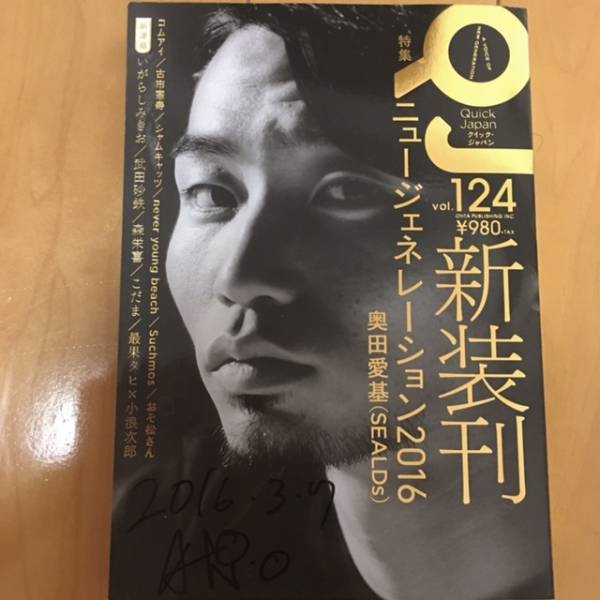 A VOICE OF
NEW GENERATION
Quick
Japan
クイック・
ジャパン
vol.124
OHTA PUBLISHING INC.
¥980+TAX
新装刊
特集
ニュージェネレーション2016
奥田愛基(SEALDs)
コムアイ／古市憲寿／シャムキャッツ／never young beach／Suchmos／おそ松さん
新連載
いがらしみきお／武田砂鉄／森栄喜／こだま／最果タヒ×小浪次郎
2016.3.9